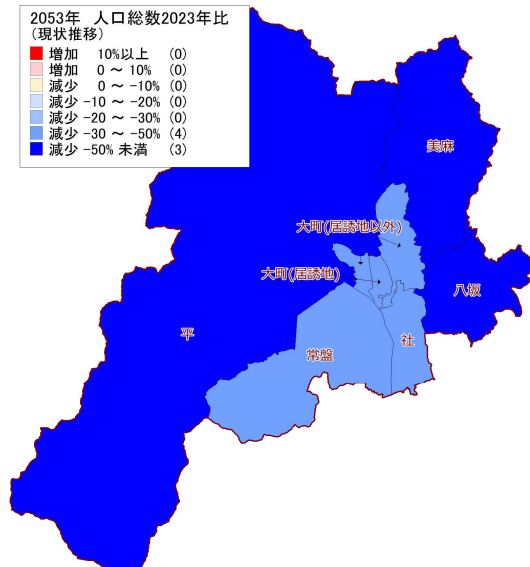 2053年 人口総数2023年比
(現状推移)
増加 10%以上 (0)
増加 0 ～ 10% (0)
減少 0 ～ -10% (0)
減少 -10 ～ -20% (0)
減少 -20 ～ -30% (0)
減少 -30 ～ -50% (4)
減少 -50% 未満 (3)
美麻
大町(居誘地以外)
大町(居誘地)
八坂
平
社
常盤